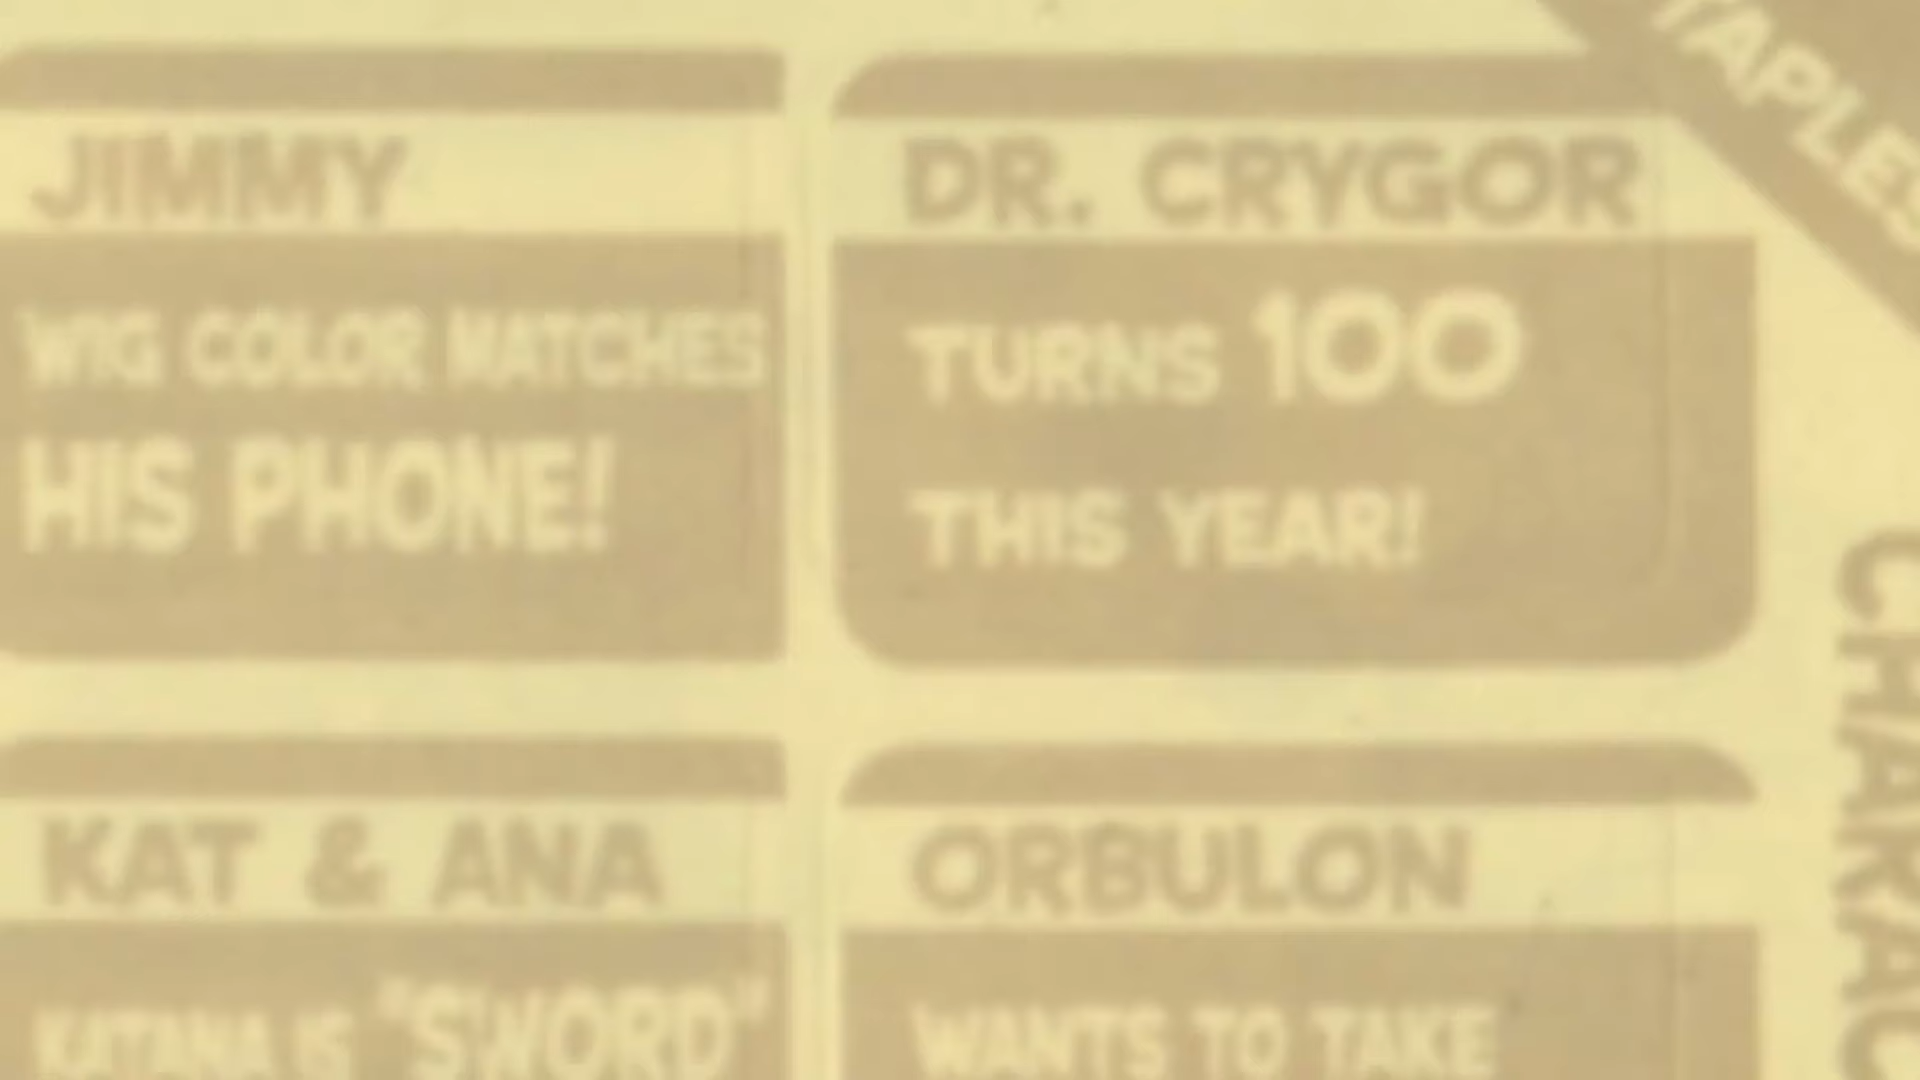 TAPLES
JIMMY
WIG COLOR MATCHES
HIS PHONE!
DR. CRYGOR
TURNS 100
THIS YEAR!
KAT & ANA
KATANA IS "SWORD"
ORBULON
WANTS TO TAKE
CHARAC